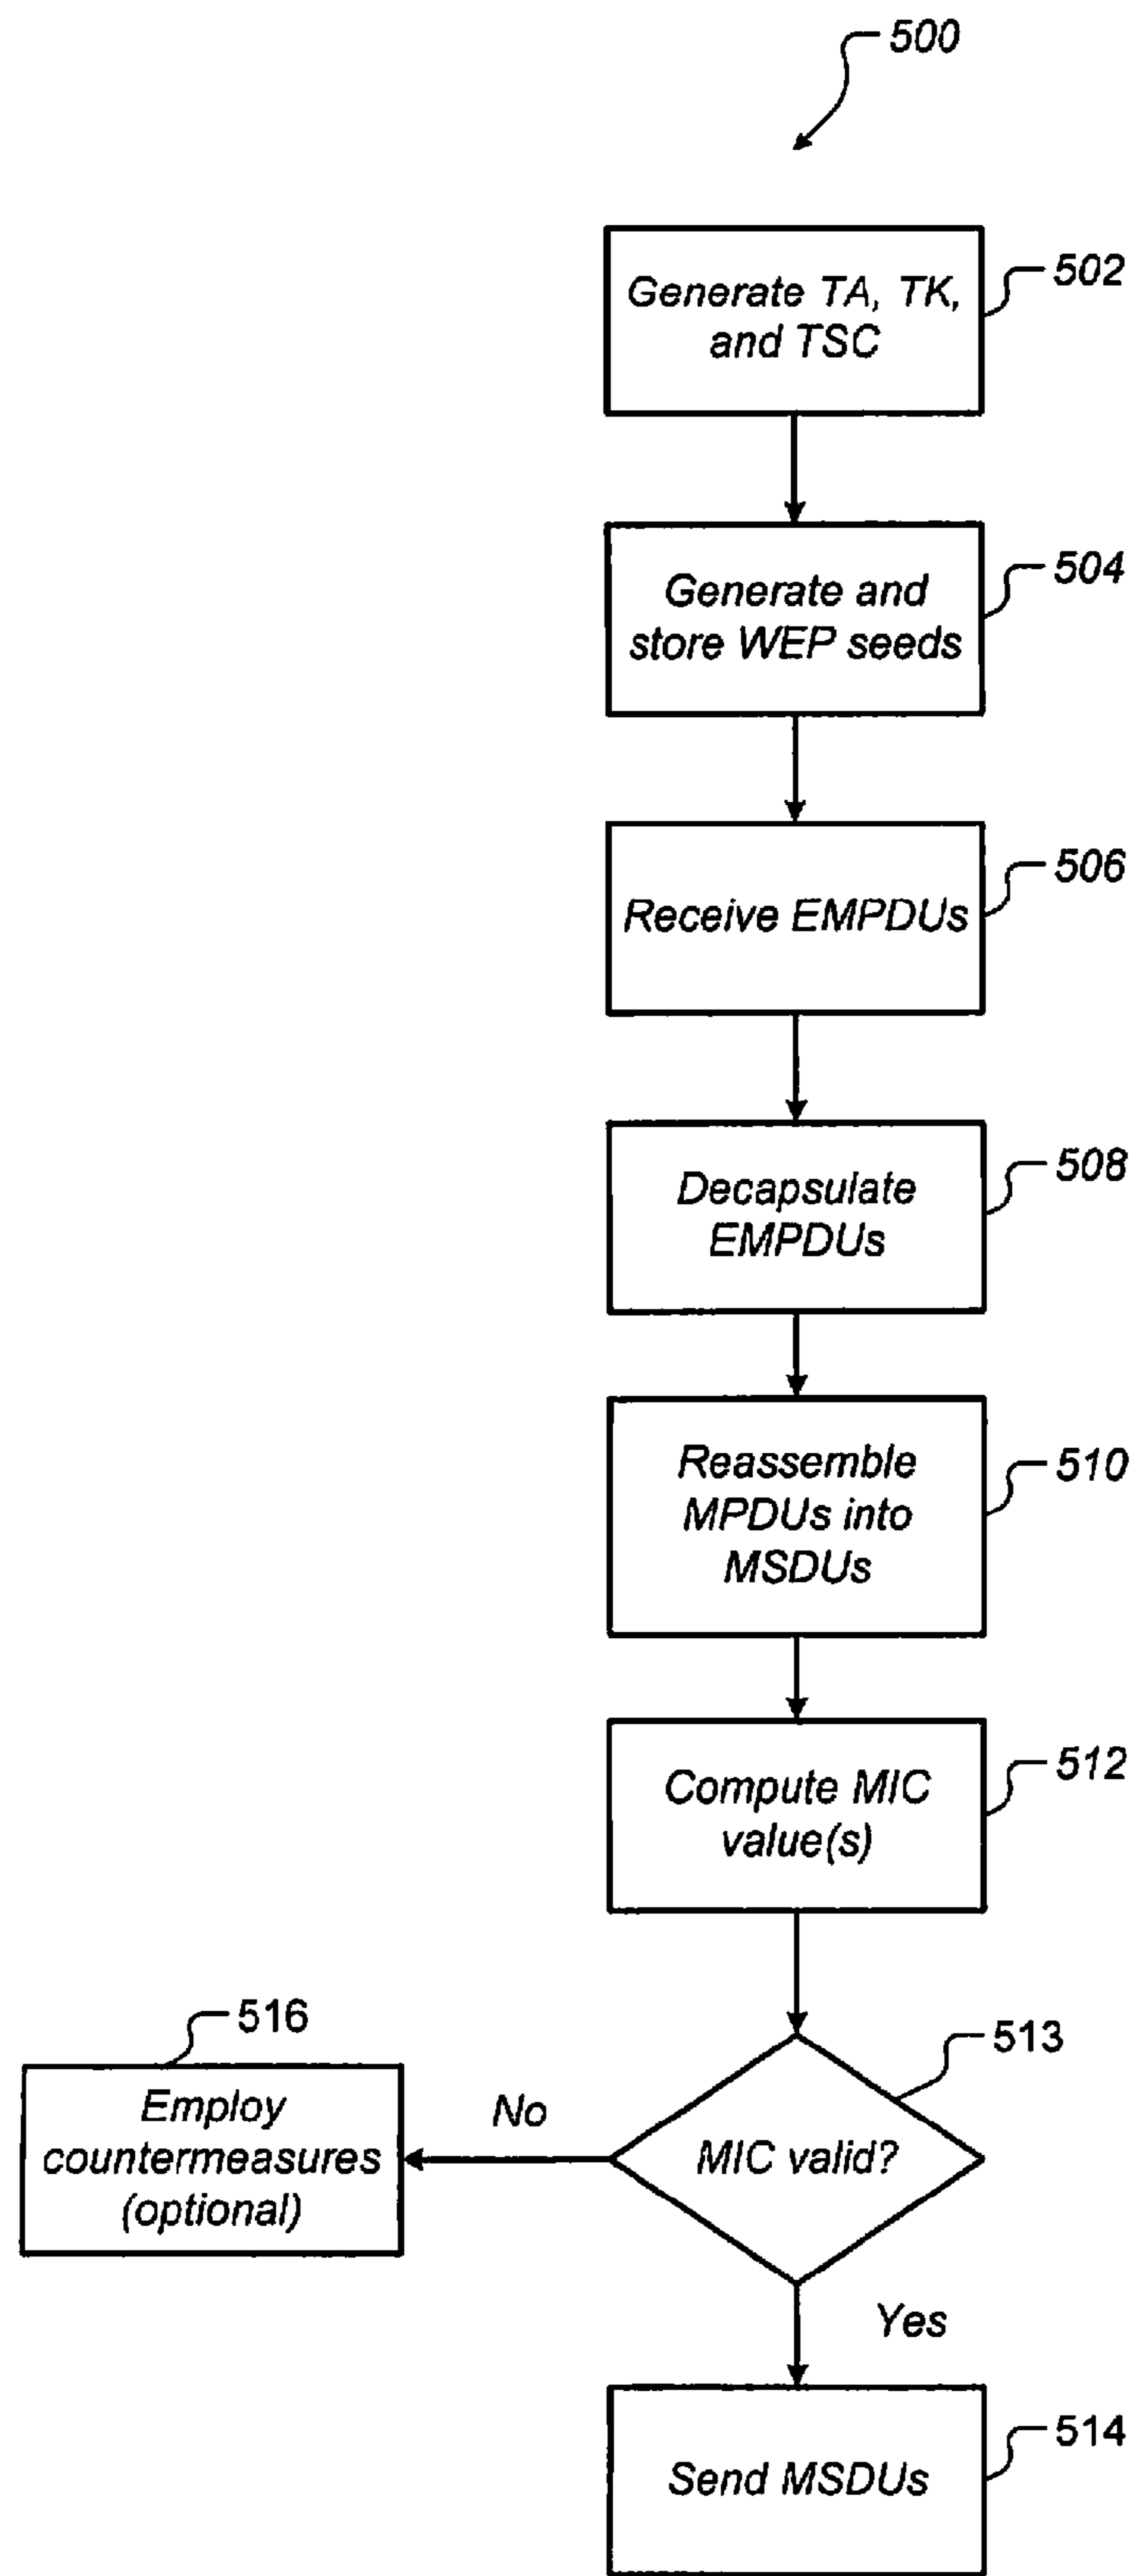 500
Generate TA, TK,
and TSC
502
Generate and
store WEP seeds
504
Receive EMPDUs
506
Decapsulate
EMPDUs
508
Reassemble
MPDUs into
MSDUs
510
Compute MIC
value(s)
512
MIC valid?
513
No
516
Employ
countermeasures
(optional)
Yes
Send MSDUs
514